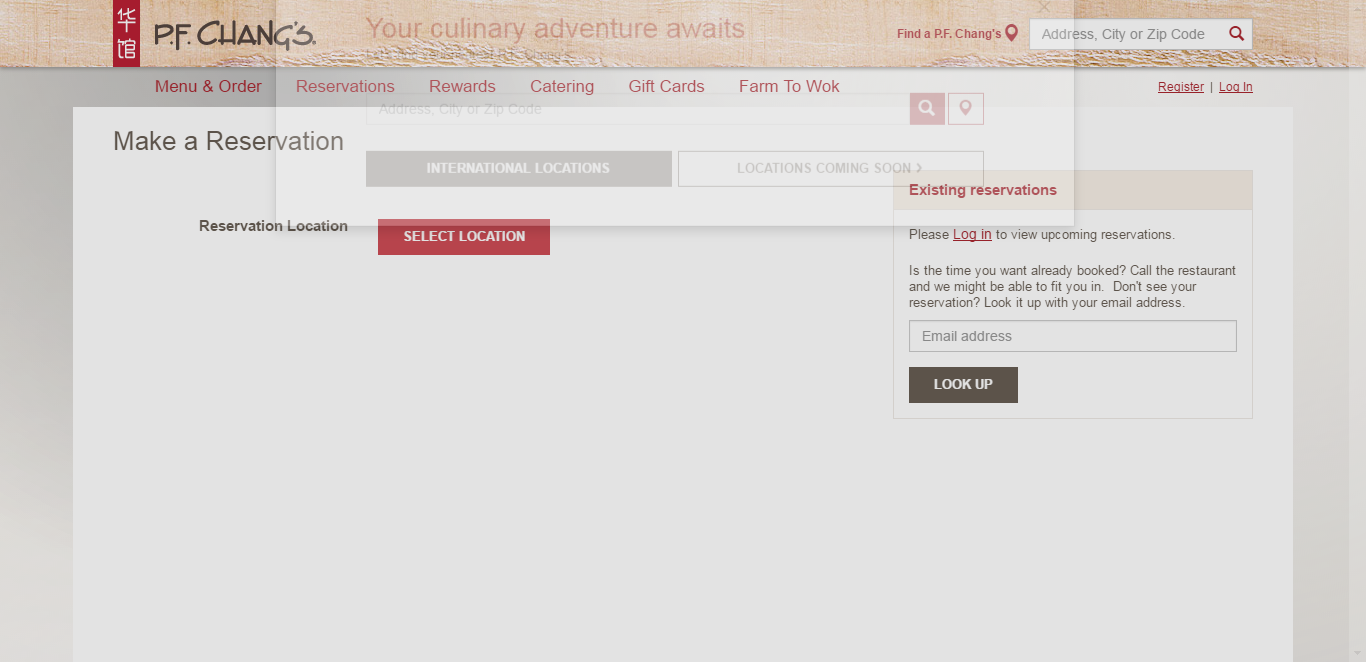 华
馆
P.F. CHANG'S
Your culinary adventure awaits
Find a P.F. Chang's
Address, City or Zip Code
Menu & Order
Reservations
Rewards
Catering
Gift Cards
Farm To Wok
Register | Log In
Address, City or Zip Code
Make a Reservation
INTERNATIONAL LOCATIONS
LOCATIONS COMING SOON
Existing reservations
Reservation Location
SELECT LOCATION
Please Log in to view upcoming reservations.
Is the time you want already booked? Call the restaurant
and we might be able to fit you in. Don't see your
reservation? Look it up with your email address.
Email address
LOOK UP